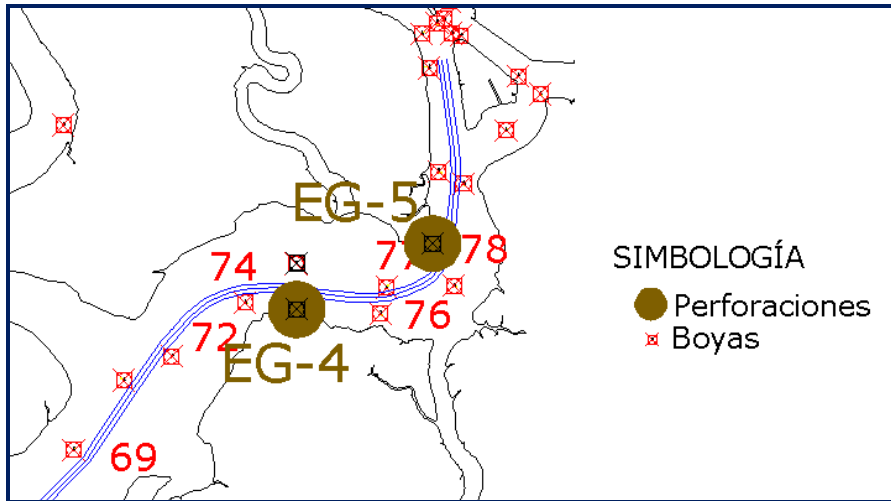 EG-5
77
78
74
76
72
EG-4
69
SIMBOLOGÍA
Perforaciones
Boyas